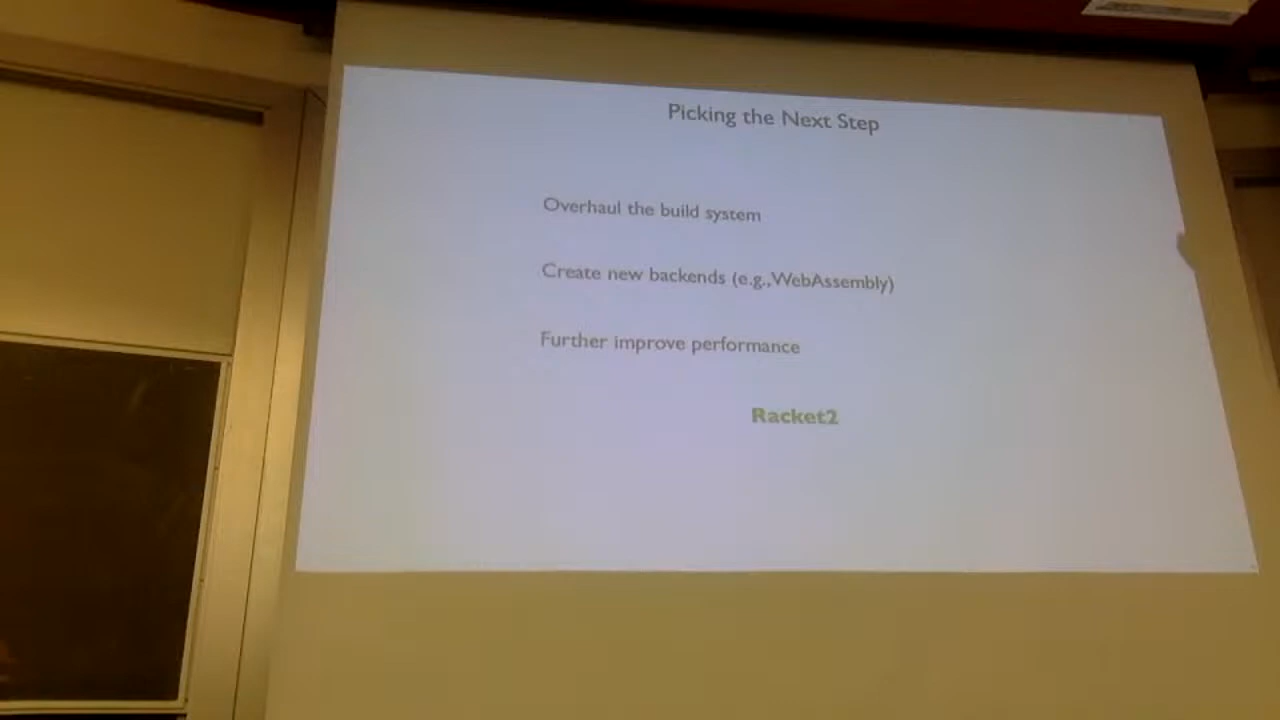 Picking the Next Step
Overhaul the build system
Create new backends (e.g., WebAssembly)
Further improve performance
Racket2